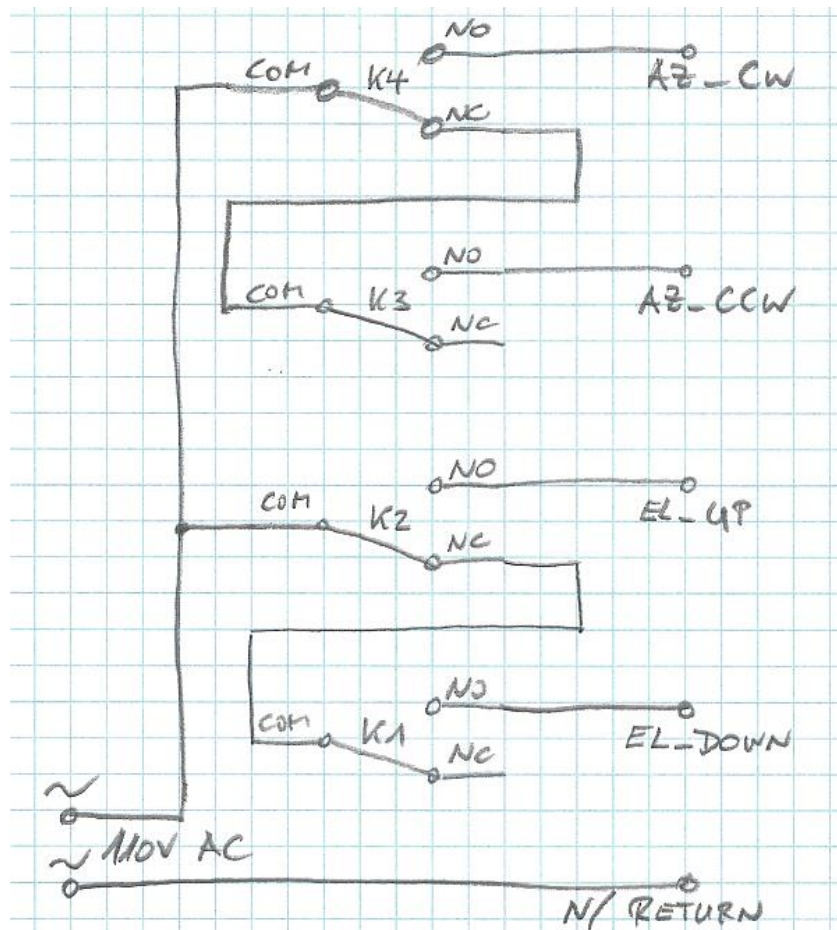 NO
COM K4 AZ_CW
NC
NO
COM K3 AZ_CCW
NC
NO
COM K2 EL_UP
NC
NO
COM K1 EL_DOWN
NC
~
~ 110V AC
N/ RETURN